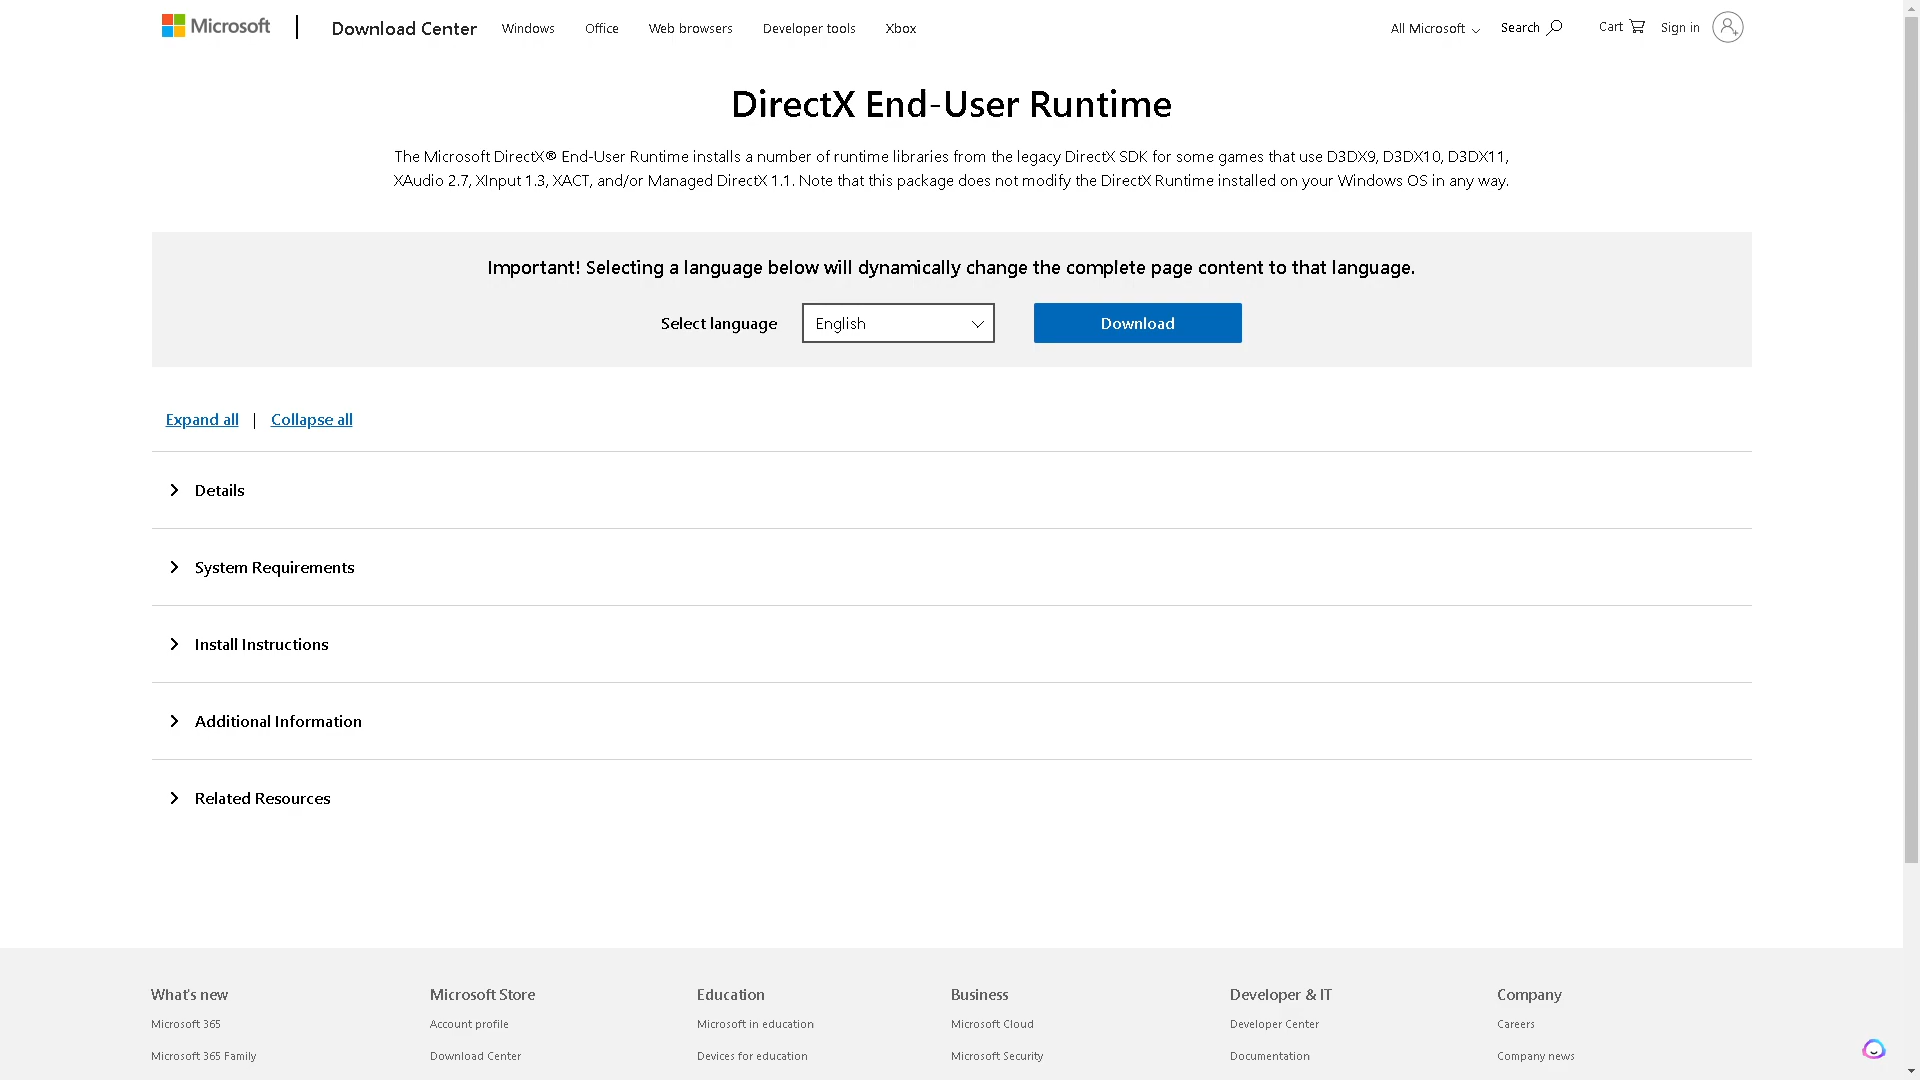 Microsoft
Download Center
Windows
Office
Web browsers
Developer tools
Xbox
All Microsoft
Search
Cart
Sign in
DirectX End-User Runtime
The Microsoft DirectX® End-User Runtime installs a number of runtime libraries from the legacy DirectX SDK for some games that use D3DX9, D3DX10, D3DX11,
XAudio 2.7, XInput 1.3, XACT, and/or Managed DirectX 1.1. Note that this package does not modify the DirectX Runtime installed on your Windows OS in any way.
Important! Selecting a language below will dynamically change the complete page content to that language.
Select language
English
Download
Expand all | Collapse all
Details
System Requirements
Install Instructions
Additional Information
Related Resources
What's new
Microsoft 365
Microsoft 365 Family
Microsoft Store
Account profile
Download Center
Education
Microsoft in education
Devices for education
Business
Microsoft Cloud
Microsoft Security
Developer & IT
Developer Center
Documentation
Company
Careers
Company news